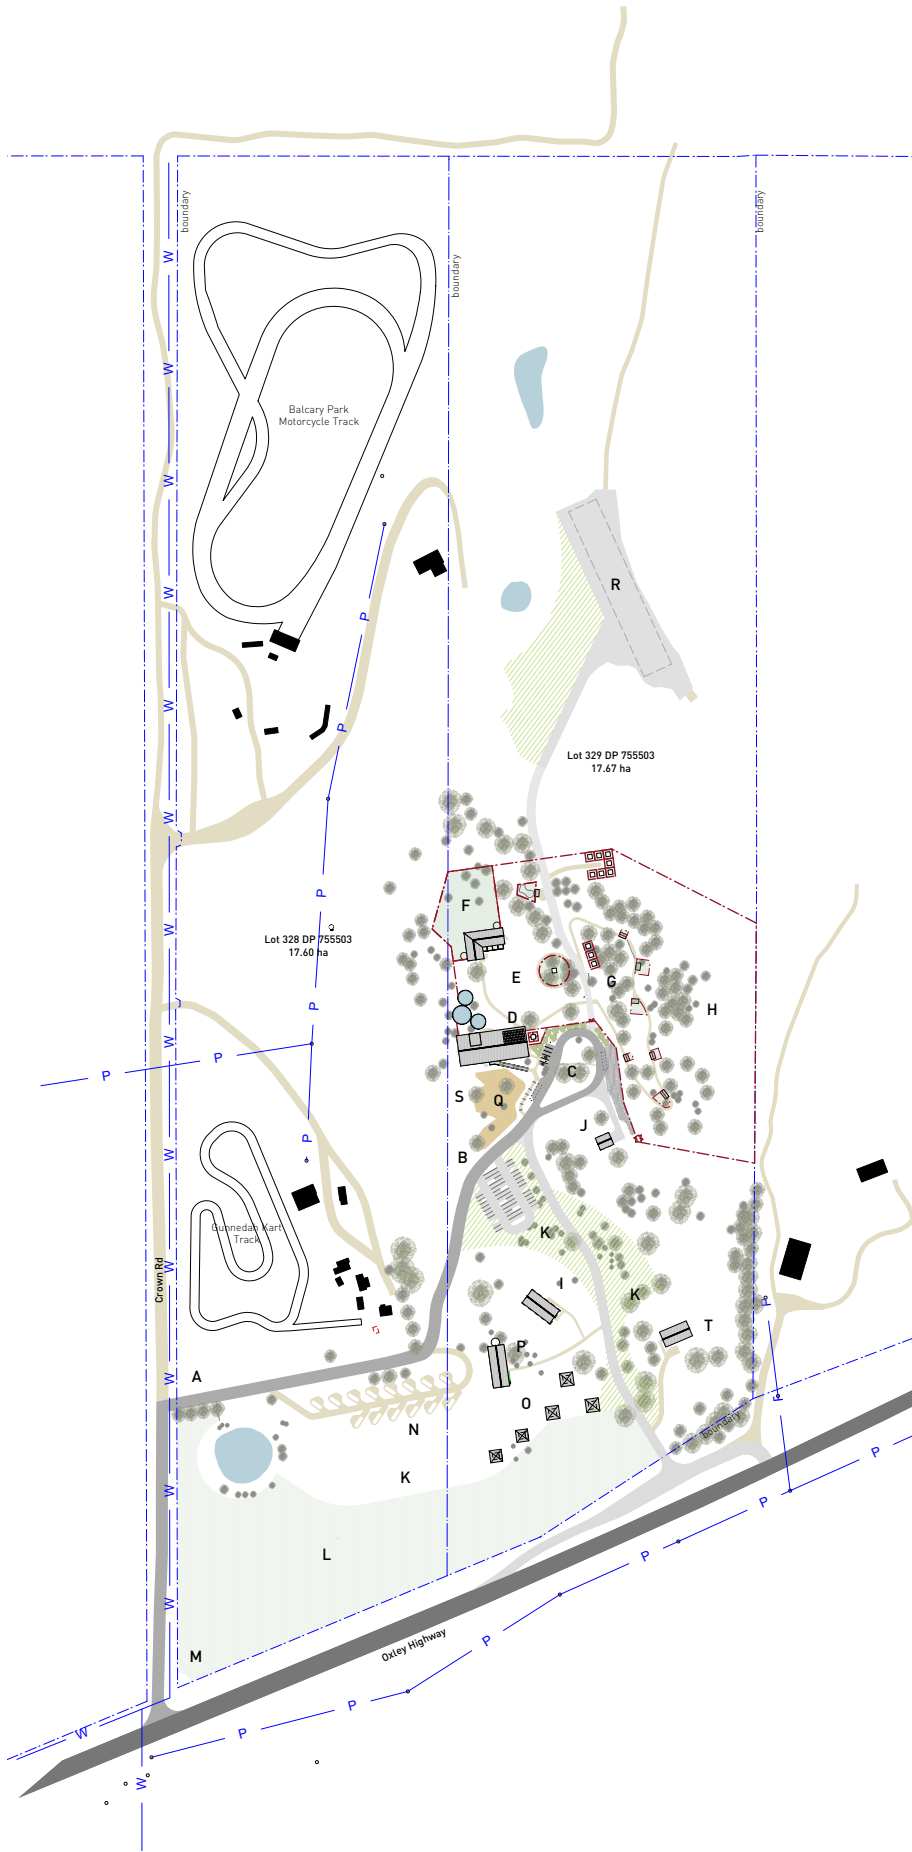 boundary
boundary
boundary
W
W
Balcary Park
Motorcycle Track
W
R
W
P
W
P
Lot 329 DP 755503
17.67 ha
W
P
F
W
Lot 328 DP 755503
17.60 ha
E
G
H
P
D
W
P
P
C
S
Q
J
P
B
Gunnedah Kart
Track
K
Crown Rd
W
I
K
P
T
P
A
W
P
O
N
boundary
P
K
W
P
L
P
W
Oxley Highway
P
M
P
W
P
W